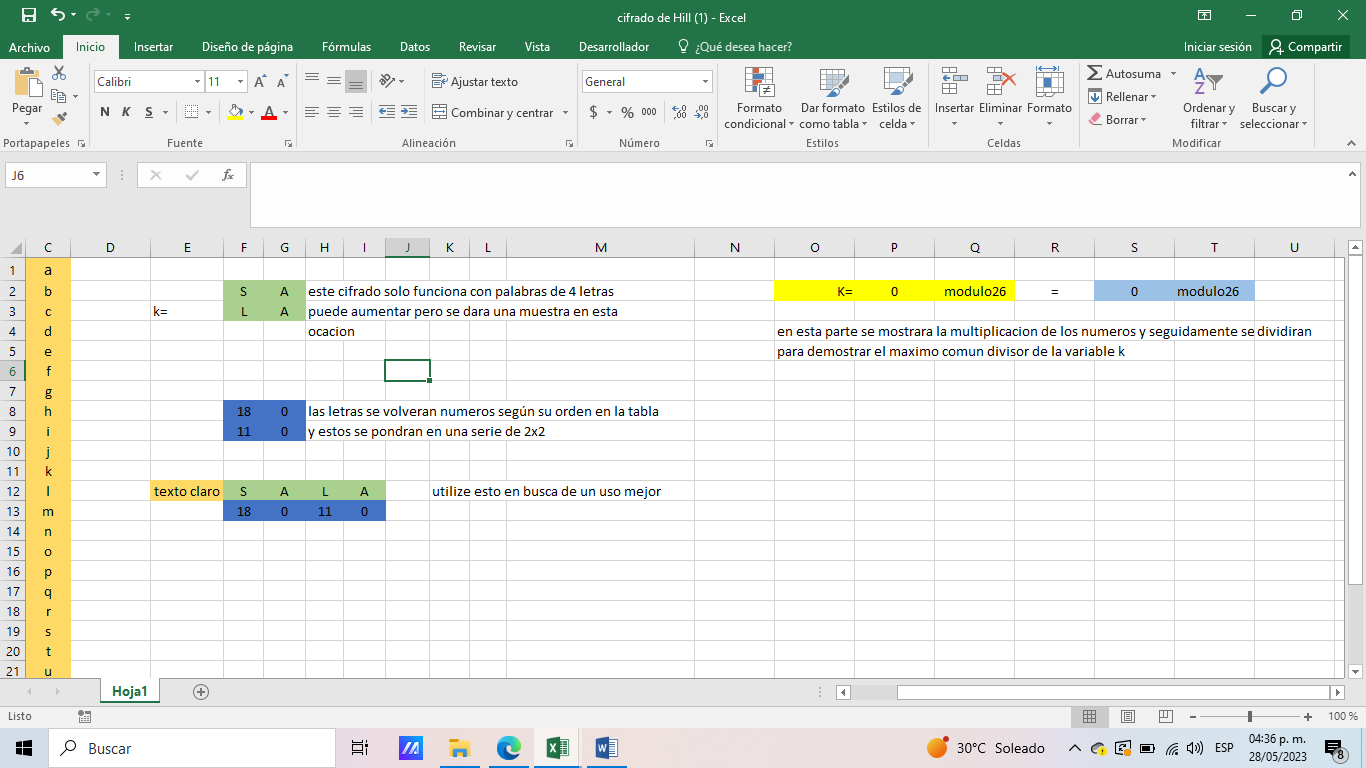 cifrado de Hill (1) - Excel
Archivo Inicio Insertar Diseño de página Fórmulas Datos Revisar Vista Desarrollador ¿Qué desea hacer? Iniciar sesión Compartir
Pegar
Portapapeles
Calibri 11
N K S
Fuente
Ajustar texto
Combinar y centrar
Alineación
General
$ % 000
Número
Formato condicional
Dar formato como tabla
Estilos de celda
Estilos
Insertar Eliminar Formato
Celdas
Autosuma
Rellenar
Borrar
Ordenar y filtrar
Buscar y seleccionar
Modificar
J6 fx
C D E F G H I J K L M N O P Q R S T U
1 a
2 b S A este cifrado solo funciona con palabras de 4 letras K= 0 modulo26 = 0 modulo26
3 c k= L A puede aumentar pero se dara una muestra en esta
4 d ocacion en esta parte se mostrara la multiplicacion de los numeros y seguidamente se dividiran
5 e para demostrar el maximo comun divisor de la variable k
6 f
7 g
8 h 18 0 las letras se volveran numeros según su orden en la tabla
9 i 11 0 y estos se pondran en una serie de 2x2
10 j
11 k
12 l texto claro S A L A utilize esto en busca de un uso mejor
13 m 18 0 11 0
14 n
15 o
16 p
17 q
18 r
19 s
20 t
21 u
Hoja1
Listo 100 %
Buscar 30°C Soleado ESP 04:36 p. m.
28/05/2023 8